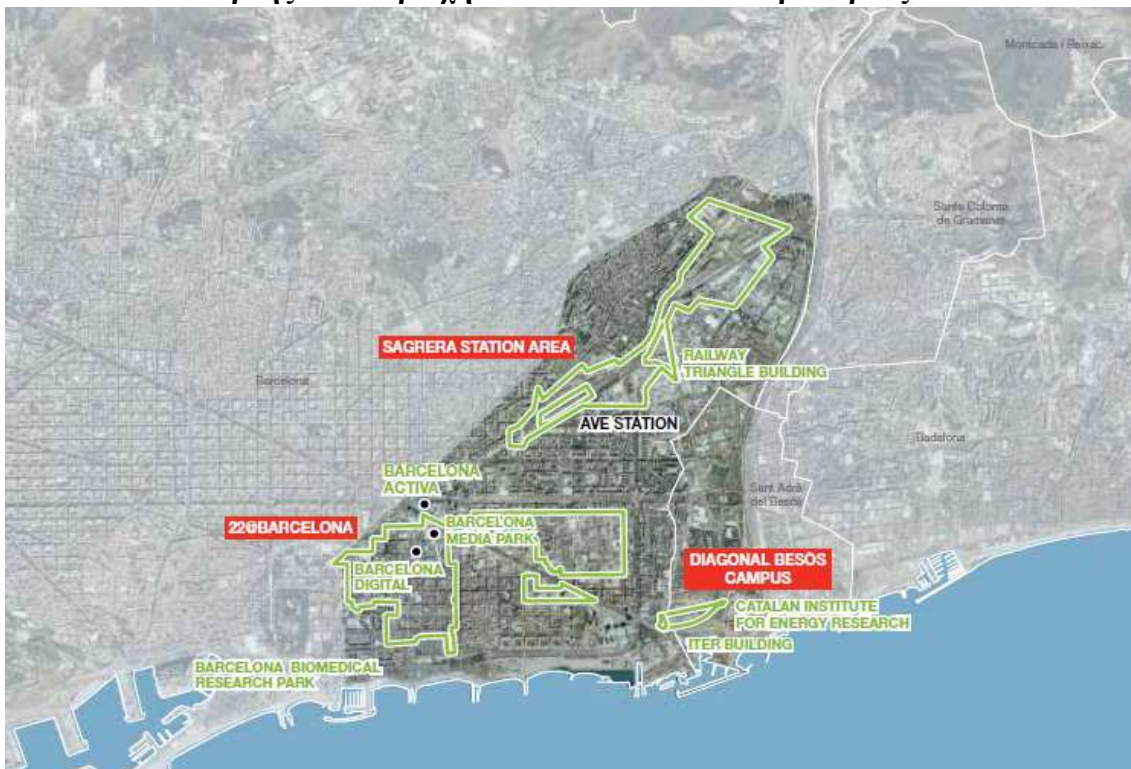 Montcada i Reixac
Santa Coloma
de Gramenet
SAGRERA STATION AREA
RAILWAY
TRIANGLE BUILDING
Barcelona
AVE STATION
Badalona
BARCELONA
ACTIVA
Sant Adrià
del Besòs
22@BARCELONA
BARCELONA
MEDIA PARK
BARCELONA
DIGITAL
DIAGONAL BESÒS
CAMPUS
CATALAN INSTITUTE
FOR ENERGY RESEARCH
ITER BUILDING
BARCELONA BIOMEDICAL
RESEARCH PARK